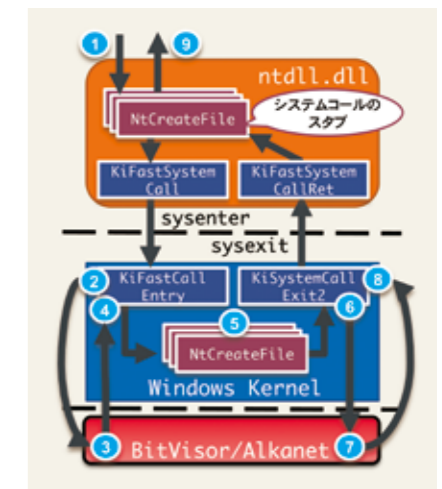 1
9
ntdll.dll
システムコールの
スタブ
NtCreateFile
KiFastSystem
Call
KiFastSystem
CallRet
sysenter
sysexit
2
KiFastCall
Entry
KiSystemCall
Exit2
8
4
5
6
NtCreateFile
Windows Kernel
3
BitVisor/Alkanet
7